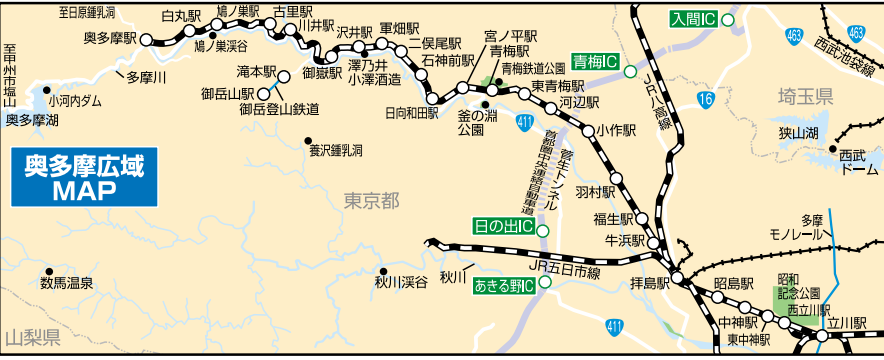 至日原鍾乳洞
奥多摩駅
白丸駅
鳩ノ巣駅
古里駅
川井駅
鳩ノ巣渓谷
御嶽駅
沢井駅
澤乃井
小澤酒造
軍畑駅
二俣尾駅
石神前駅
日向和田駅
宮ノ平駅
青梅駅
青梅鉄道公園
釜の淵
公園
東青梅駅
河辺駅
小作駅
羽村駅
福生駅
牛浜駅
拝島駅
昭島駅
中神駅
東中神駅
昭和
記念公園
西立川駅
立川駅
至甲州市塩山
多摩川
小河内ダム
奥多摩湖
滝本駅
御岳山駅
御岳登山鉄道
養沢鍾乳洞
奥多摩広域
MAP
東京都
数馬温泉
山梨県
秋川渓谷
秋川
JR五日市線
日の出IC
あきる野IC
首都圏中央連絡自動車道
菅生トンネル
411
411
青梅IC
入間IC
JR八高線
16
463
463
西武池袋線
埼玉県
狭山湖
西武
ドーム
多摩
モノレール